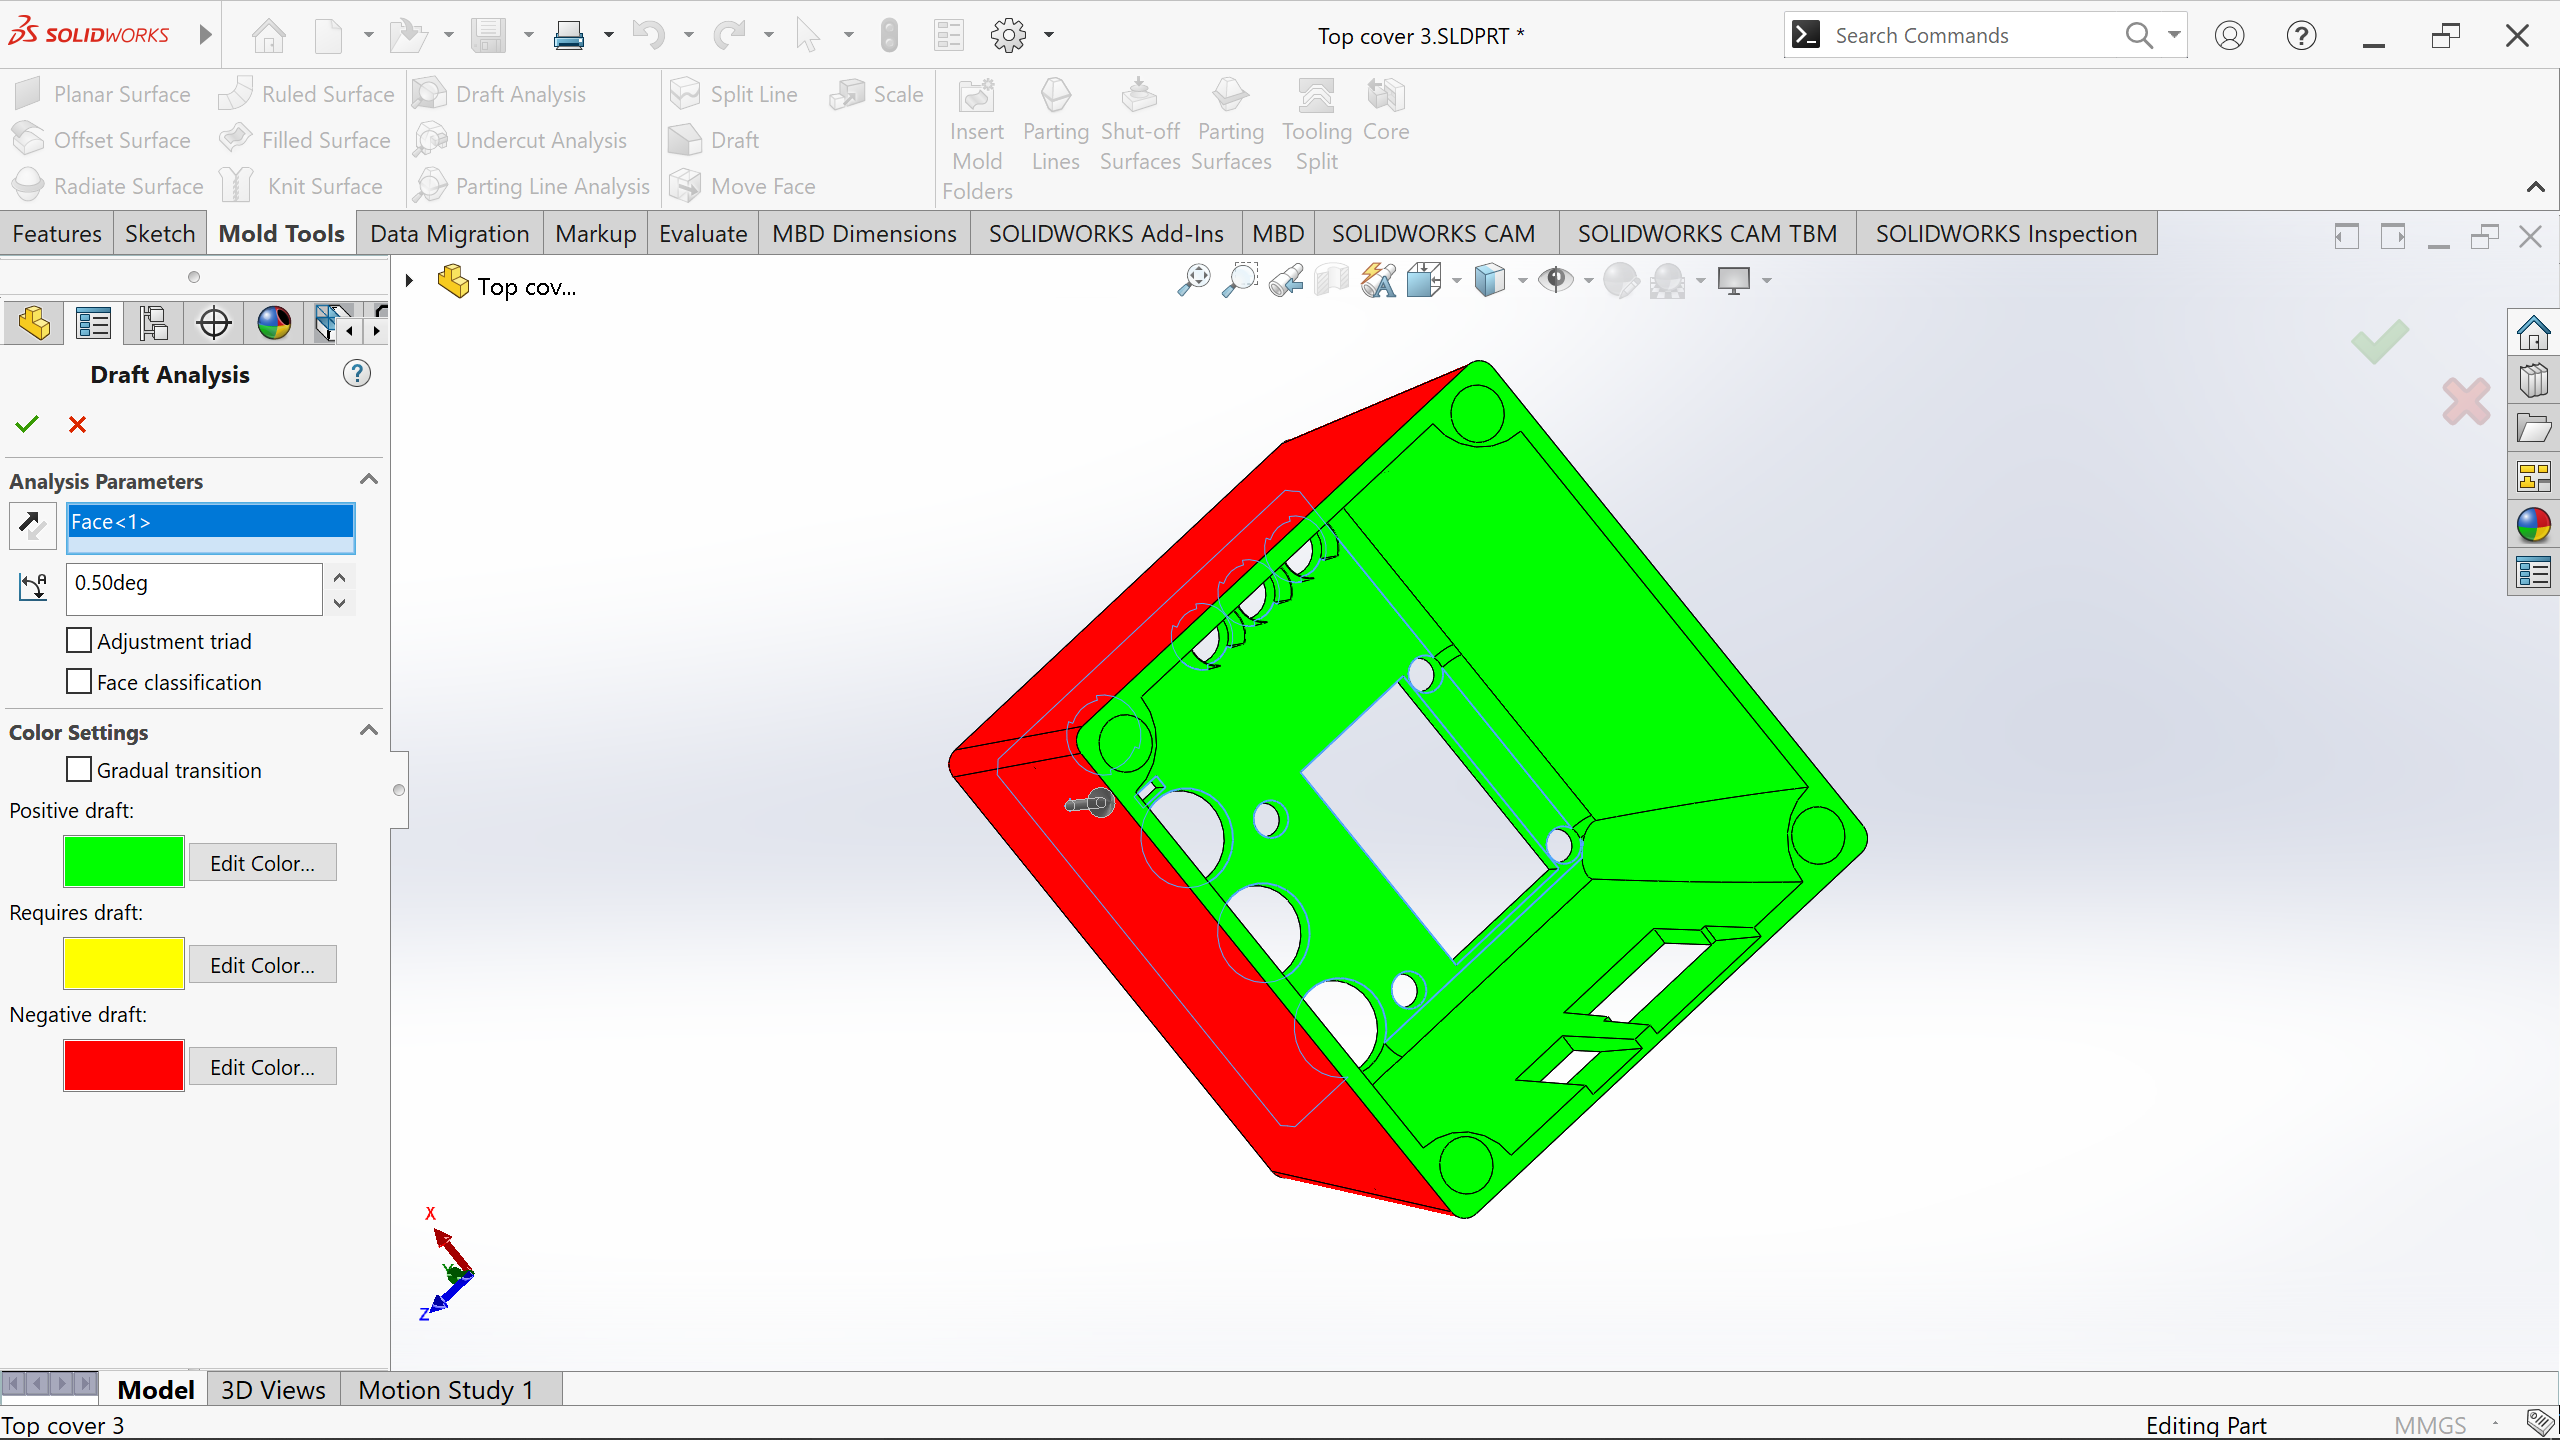 SOLIDWORKS
Top cover 3.SLDPRT *
Search Commands
Planar Surface
Ruled Surface
Draft Analysis
Split Line
Scale
Offset Surface
Filled Surface
Undercut Analysis
Draft
Radiate Surface
Knit Surface
Parting Line Analysis
Move Face
Insert
Mold
Folders
Parting
Lines
Shut-off
Surfaces
Parting
Surfaces
Tooling
Split
Core
Features
Sketch
Mold Tools
Data Migration
Markup
Evaluate
MBD Dimensions
SOLIDWORKS Add-Ins
MBD
SOLIDWORKS CAM
SOLIDWORKS CAM TBM
SOLIDWORKS Inspection
Top cov...
Draft Analysis
Analysis Parameters
Face<1>
0.50deg
Adjustment triad
Face classification
Color Settings
Gradual transition
Positive draft:
Edit Color...
Requires draft:
Edit Color...
Negative draft:
Edit Color...
X
Y
Z
Model
3D Views
Motion Study 1
Top cover 3
Editing Part
MMGS